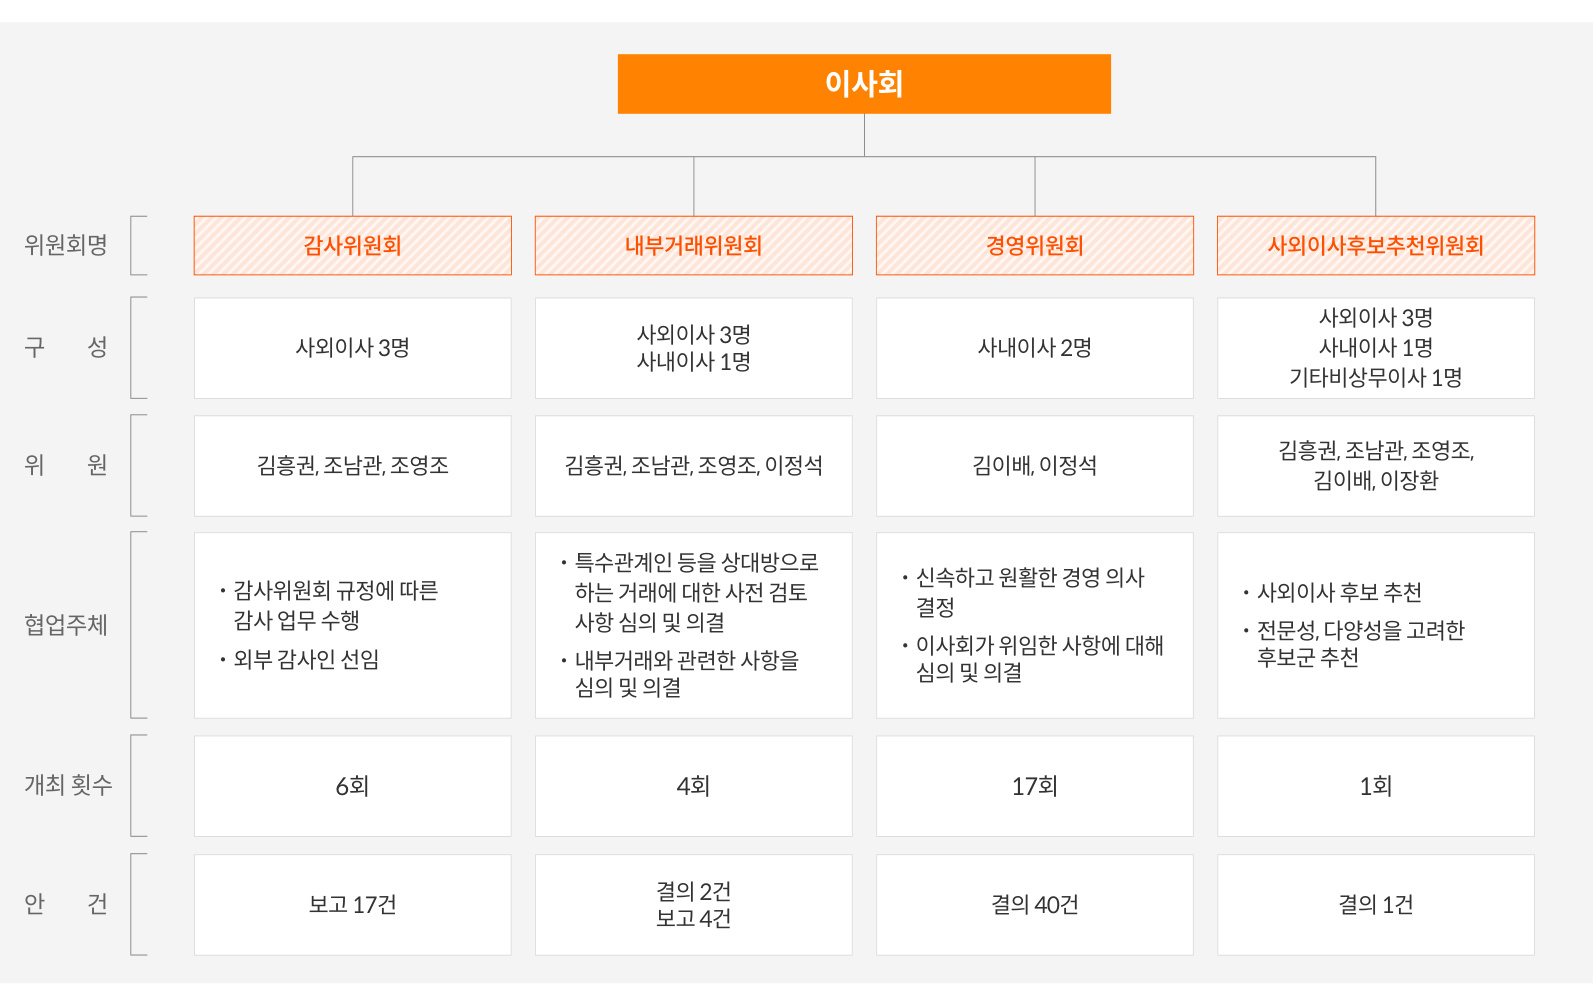 이사회
위원회명
감사위원회
내부거래위원회
경영위원회
사외이사후보추천위원회
구 성
사외이사 3명
사외이사 3명
사내이사 1명
사내이사 2명
사외이사 3명
사내이사 1명
기타비상무이사 1명
위 원
김흥권, 조남관, 조영조
김흥권, 조남관, 조영조, 이정석
김이배, 이정석
김흥권, 조남관, 조영조,
김이배, 이장환
협업주체
· 감사위원회 규정에 따른
감사 업무 수행
· 외부 감사인 선임
· 특수관계인 등을 상대방으로
하는 거래에 대한 사전 검토
사항 심의 및 의결
· 내부거래와 관련한 사항을
심의 및 의결
· 신속하고 원활한 경영 의사
결정
· 이사회가 위임한 사항에 대해
심의 및 의결
· 사외이사 후보 추천
· 전문성, 다양성을 고려한
후보군 추천
개최 횟수
6회
4회
17회
1회
안 건
보고 17건
결의 2건
보고 4건
결의 40건
결의 1건